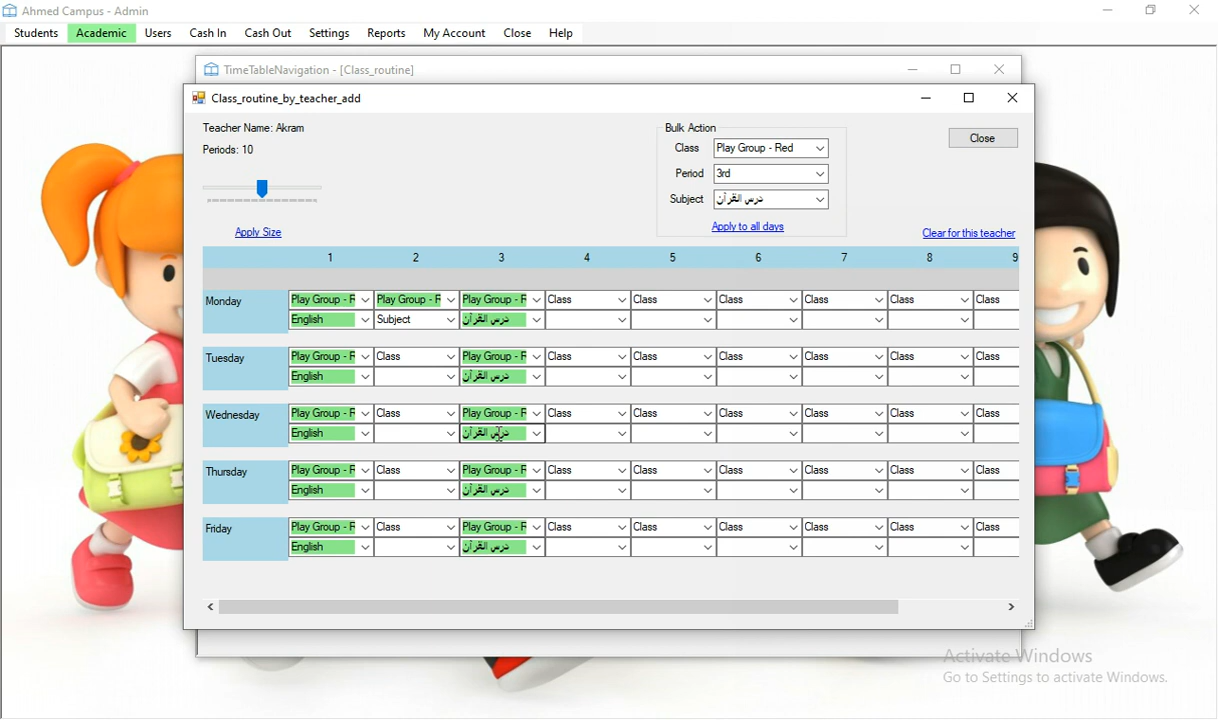 Ahmed Campus - Admin
Students Academic Users Cash In Cash Out Settings Reports My Account Close Help
TimeTableNavigation - [Class_routine]
Class_routine_by_teacher_add
Teacher Name: Akram
Periods: 10
Bulk Action
Class Play Group - Red
Close
Period 3rd
Subject درس القرآن
Apply Size
Apply to all days
Clear for this teacher
1 2 3 4 5 6 7 8 9
Monday Play Group - R Play Group - R Play Group - R Class Class Class Class Class Class
English Subject درس القرآن
Tuesday Play Group - R Class Play Group - R Class Class Class Class Class Class
English درس القرآن
Wednesday Play Group - R Class Play Group - R Class Class Class Class Class Class
English درس القرآن
Thursday Play Group - R Class Play Group - R Class Class Class Class Class Class
English درس القرآن
Friday Play Group - R Class Play Group - R Class Class Class Class Class Class
English درس القرآن
Activate Windows
Go to Settings to activate Windows.